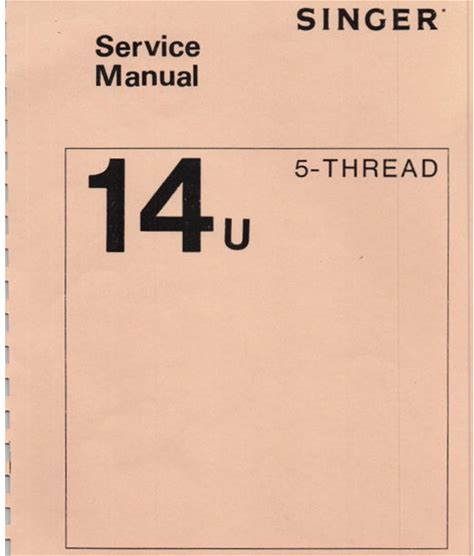 SINGER*
Service
Manual
14U
5-THREAD